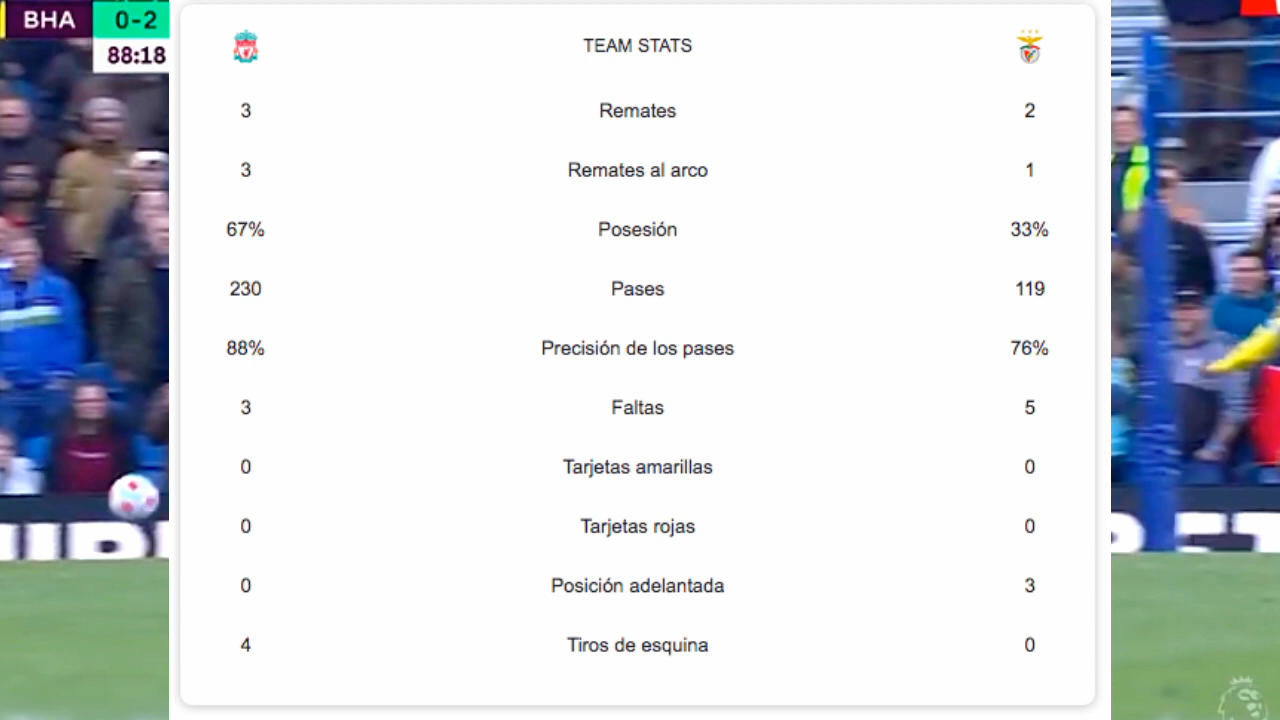 BHA 0-2
88:18
TEAM STATS
3 Remates 2
3 Remates al arco 1
67% Posesión 33%
230 Pases 119
88% Precisión de los pases 76%
3 Faltas 5
0 Tarjetas amarillas 0
0 Tarjetas rojas 0
0 Posición adelantada 3
4 Tiros de esquina 0